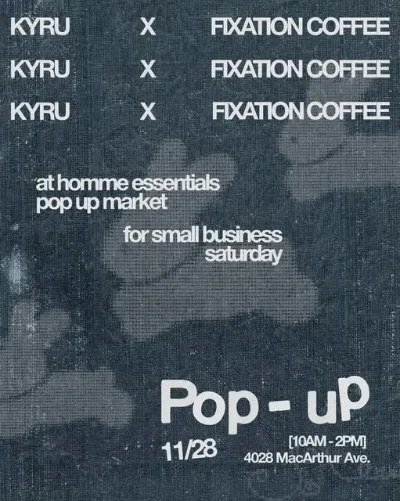 KYRU X FIXATION COFFEE
KYRU X FIXATION COFFEE
KYRU X FIXATION COFFEE
at homme essentials
pop up market
for small business
saturday
Pop-up
11/28
[10AM - 2PM]
4028 MacArthur Ave.